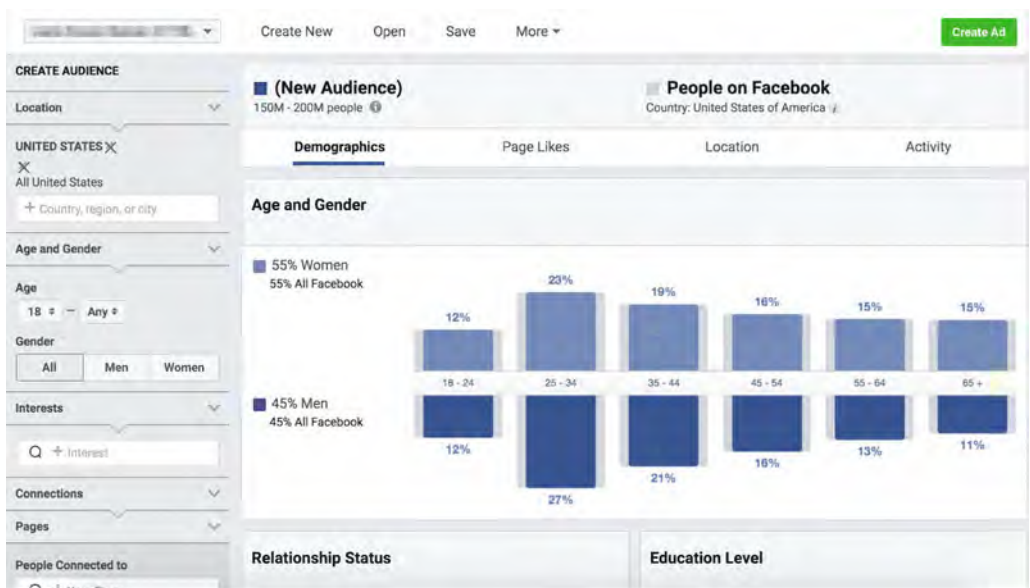 Create New Open Save More
Create Ad
CREATE AUDIENCE
Location
UNITED STATES
All United States
+ Country, region, or city
Age and Gender
Age
18 – Any
Gender
All Men Women
Interests
+ Interest
Connections
Pages
People Connected to
(New Audience)
150M - 200M people
People on Facebook
Country: United States of America
Demographics Page Likes Location Activity
Age and Gender
55% Women
55% All Facebook
12% 23% 19% 16% 15% 15%
18 - 24 25 - 34 35 - 44 45 - 54 55 - 64 65 +
45% Men
45% All Facebook
12% 27% 21% 16% 13% 11%
Relationship Status
Education Level